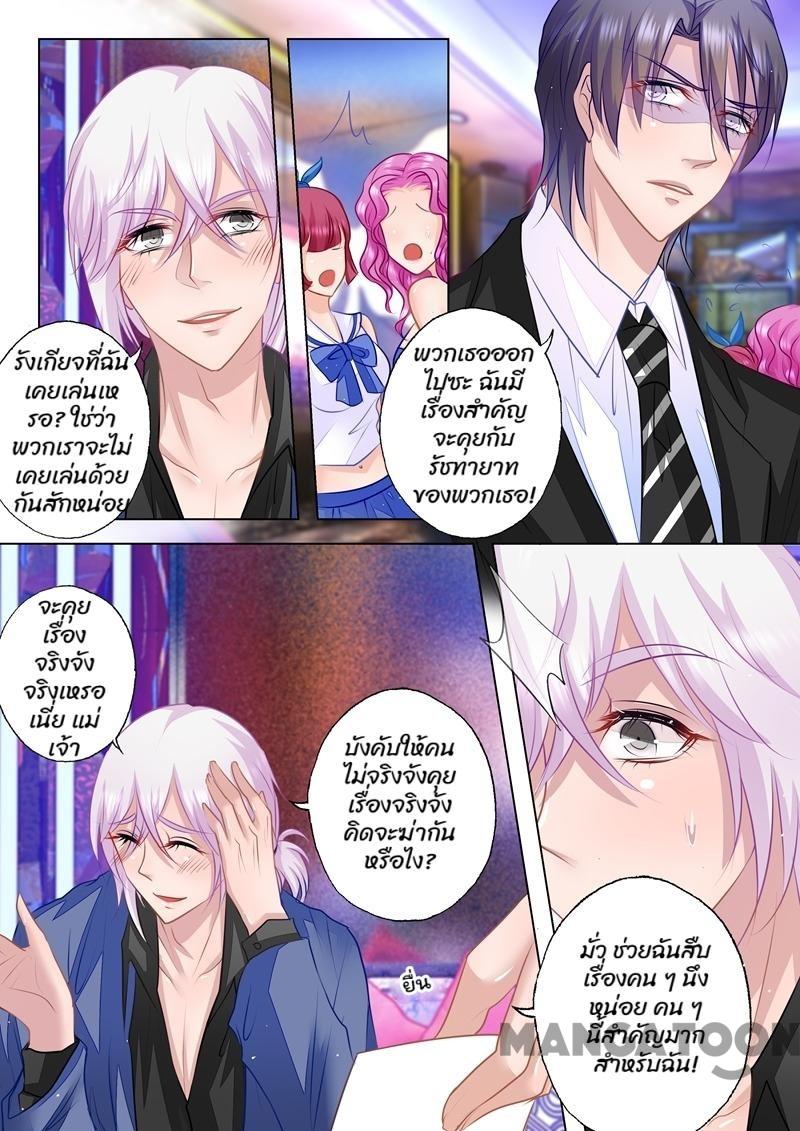 รังเกียจที่ฉัน
เคยเล่นเห
รอ? ใช่ว่า
พวกเราจะไม่
เคยเล่นด้วย
กันสักหน่อย
พวกเธอออก
ไปซะ ฉันมี
เรื่องสำคัญ
จะคุยกับ
รัชทายาท
ของพวกเธอ!
จะคุย
เรื่อง
จริงจัง
จริงเหรอ
เนี่ย แม่
เจ้า
บังคับให้คน
ไม่จริงจังคุย
เรื่องจริงจัง
คิดจะฆ่ากัน
หรือไง?
ยื่น
มั่ว ช่วยฉันสืบ
เรื่องคน ๆ นึง
หน่อย คน ๆ
นี้สำคัญมาก
สำหรับฉัน!
MANGATOON